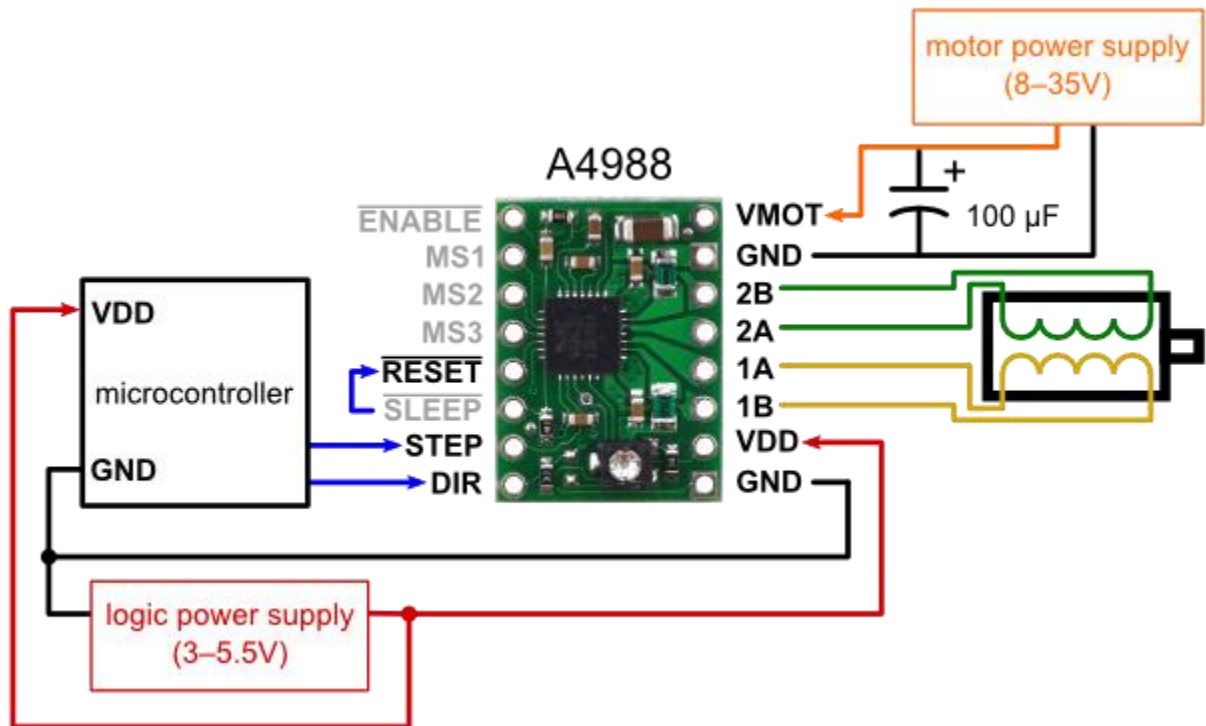 motor power supply
(8–35V)
A4988
+
100 µF
ENABLE
MS1
MS2
MS3
RESET
SLEEP
STEP
DIR
VMOT
GND
2B
2A
1A
1B
VDD
GND
VDD
microcontroller
GND
logic power supply
(3–5.5V)